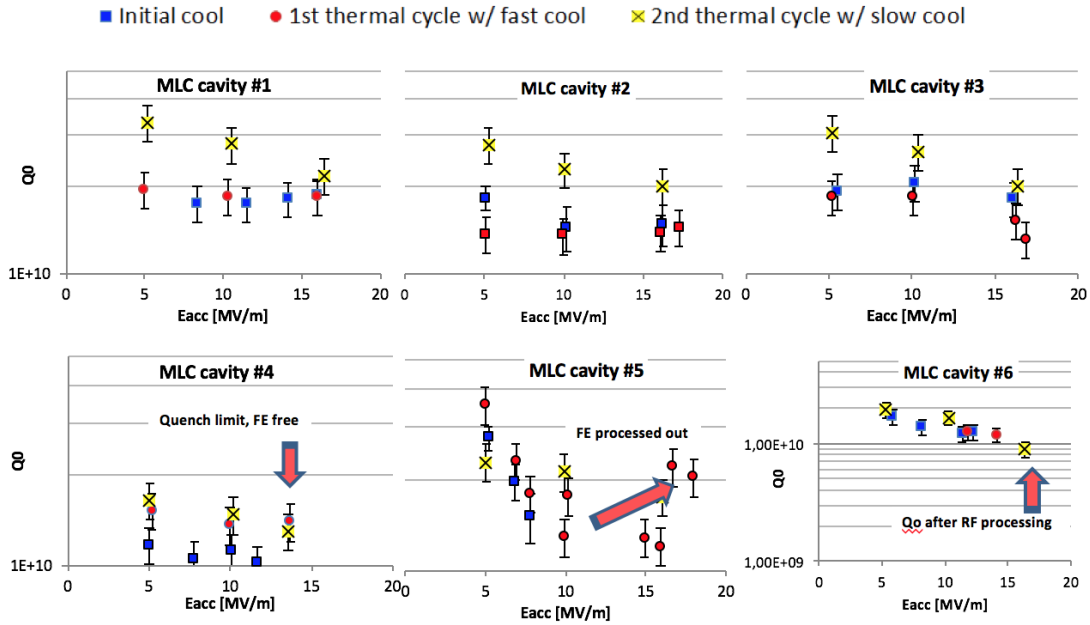 Initial cool 1st thermal cycle w/ fast cool 2nd thermal cycle w/ slow cool
MLC cavity #1
Q0
1E+10
0 5 10 15 20
Eacc [MV/m]
MLC cavity #2
0 5 10 15 20
Eacc [MV/m]
MLC cavity #3
0 5 10 15 20
Eacc [MV/m]
MLC cavity #4
Quench limit, FE free
Q0
1E+10
0 5 10 15 20
Eacc [MV/m]
MLC cavity #5
FE processed out
0 5 10 15 20
Eacc [MV/m]
MLC cavity #6
Q0
1,00E+10
Qo after RF processing
1,00E+09
0 5 10 15 20
Eacc [MV/m]